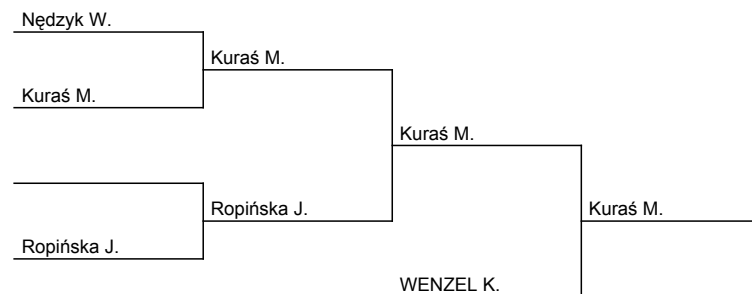 Nędzyk W.
Kuraś M.
Kuraś M.
Kuraś M.
Ropińska J.
Kuraś M.
Ropińska J.
WENZEL K.